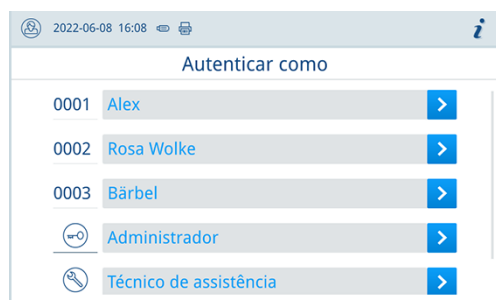 2022-06-08 16:08 i
Autenticar como
0001 Alex
0002 Rosa Wolke
0003 Bärbel
Administrador
Técnico de assistência